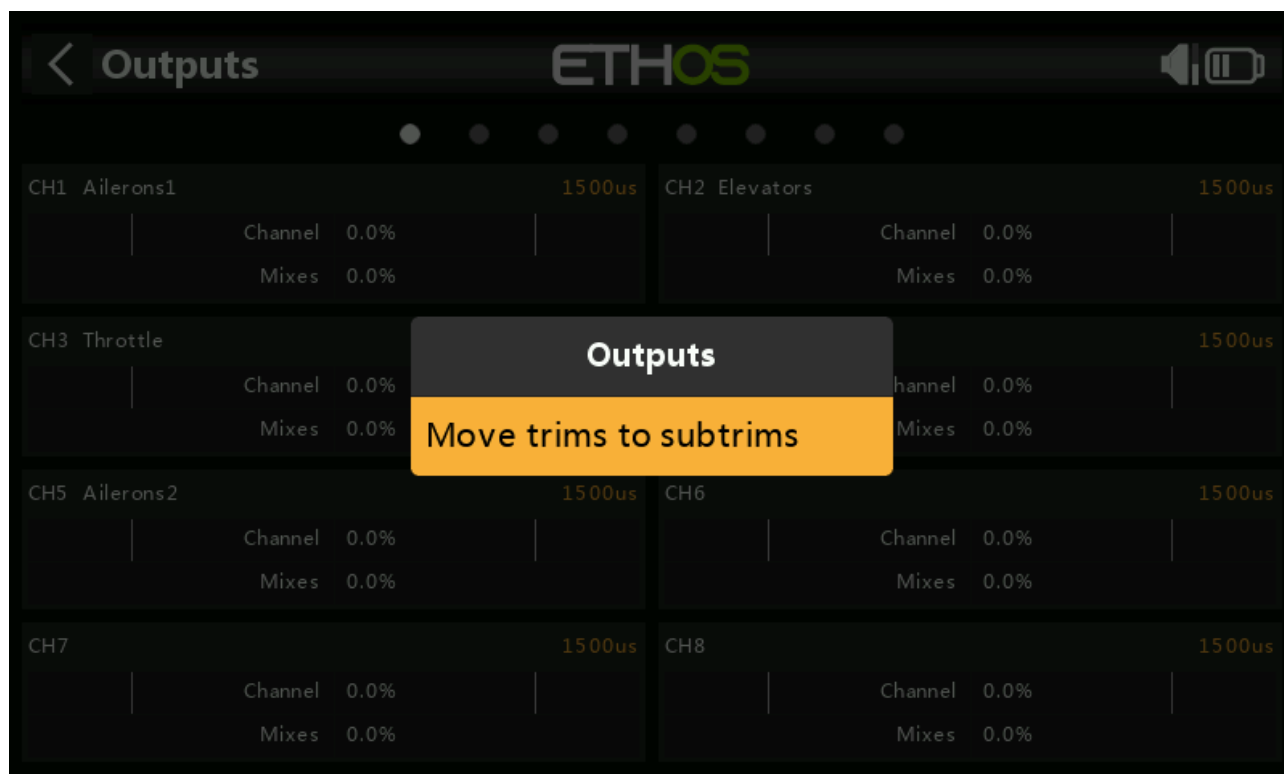 Outputs
ETHOS
CH1 Ailerons1 1500us
Channel 0.0%
Mixes 0.0%
CH2 Elevators 1500us
Channel 0.0%
Mixes 0.0%
CH3 Throttle
Channel 0.0%
Mixes 0.0%
1500us
hannel 0.0%
Mixes 0.0%
Outputs
Move trims to subtrims
CH5 Ailerons2 1500us
Channel 0.0%
Mixes 0.0%
CH6 1500us
Channel 0.0%
Mixes 0.0%
CH7 1500us
Channel 0.0%
Mixes 0.0%
CH8 1500us
Channel 0.0%
Mixes 0.0%